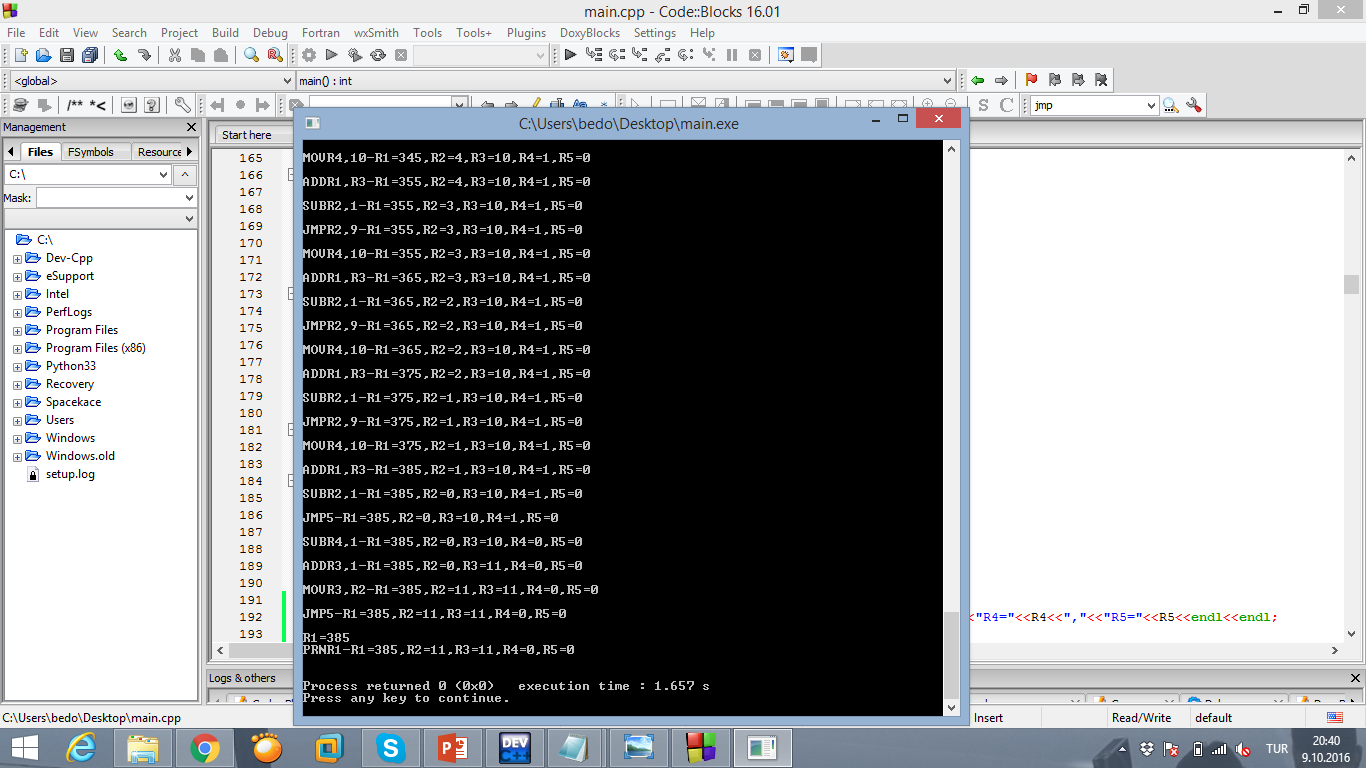 main.cpp - Code::Blocks 16.01
File Edit View Search Project Build Debug Fortran wxSmith Tools Tools+ Plugins DoxyBlocks Settings Help
<global> main() : int
/** *< S C jmp
Management
Files FSymbols Resource
C:\
Mask:
C:\
Dev-Cpp
eSupport
Intel
PerfLogs
Program Files
Program Files (x86)
Python33
Recovery
Spacekace
Users
Windows
Windows.old
setup.log
Start here
165
166
167
168
169
170
171
172
173
174
175
176
177
178
179
180
181
182
183
184
185
186
187
188
189
190
191
192 <"R4="<<R4<<","<<"R5="<<R5<<endl<<endl;
193
C:\Users\bedo\Desktop\main.exe
MOVR4,10-R1=345,R2=4,R3=10,R4=1,R5=0
ADDR1,R3-R1=355,R2=4,R3=10,R4=1,R5=0
SUBR2,1-R1=355,R2=3,R3=10,R4=1,R5=0
JMPR2,9-R1=355,R2=3,R3=10,R4=1,R5=0
MOVR4,10-R1=355,R2=3,R3=10,R4=1,R5=0
ADDR1,R3-R1=365,R2=3,R3=10,R4=1,R5=0
SUBR2,1-R1=365,R2=2,R3=10,R4=1,R5=0
JMPR2,9-R1=365,R2=2,R3=10,R4=1,R5=0
MOVR4,10-R1=365,R2=2,R3=10,R4=1,R5=0
ADDR1,R3-R1=375,R2=2,R3=10,R4=1,R5=0
SUBR2,1-R1=375,R2=1,R3=10,R4=1,R5=0
JMPR2,9-R1=375,R2=1,R3=10,R4=1,R5=0
MOVR4,10-R1=375,R2=1,R3=10,R4=1,R5=0
ADDR1,R3-R1=385,R2=1,R3=10,R4=1,R5=0
SUBR2,1-R1=385,R2=0,R3=10,R4=1,R5=0
JMP5-R1=385,R2=0,R3=10,R4=1,R5=0
SUBR4,1-R1=385,R2=0,R3=10,R4=0,R5=0
ADDR3,1-R1=385,R2=0,R3=11,R4=0,R5=0
MOVR3,R2-R1=385,R2=11,R3=11,R4=0,R5=0
JMP5-R1=385,R2=11,R3=11,R4=0,R5=0
R1=385
PRNR1-R1=385,R2=11,R3=11,R4=0,R5=0
Process returned 0 (0x0) execution time : 1.657 s
Press any key to continue.
Logs & others
C:\Users\bedo\Desktop\main.cpp Insert Read/Write default
DEV C++
TUR
20:40
9.10.2016